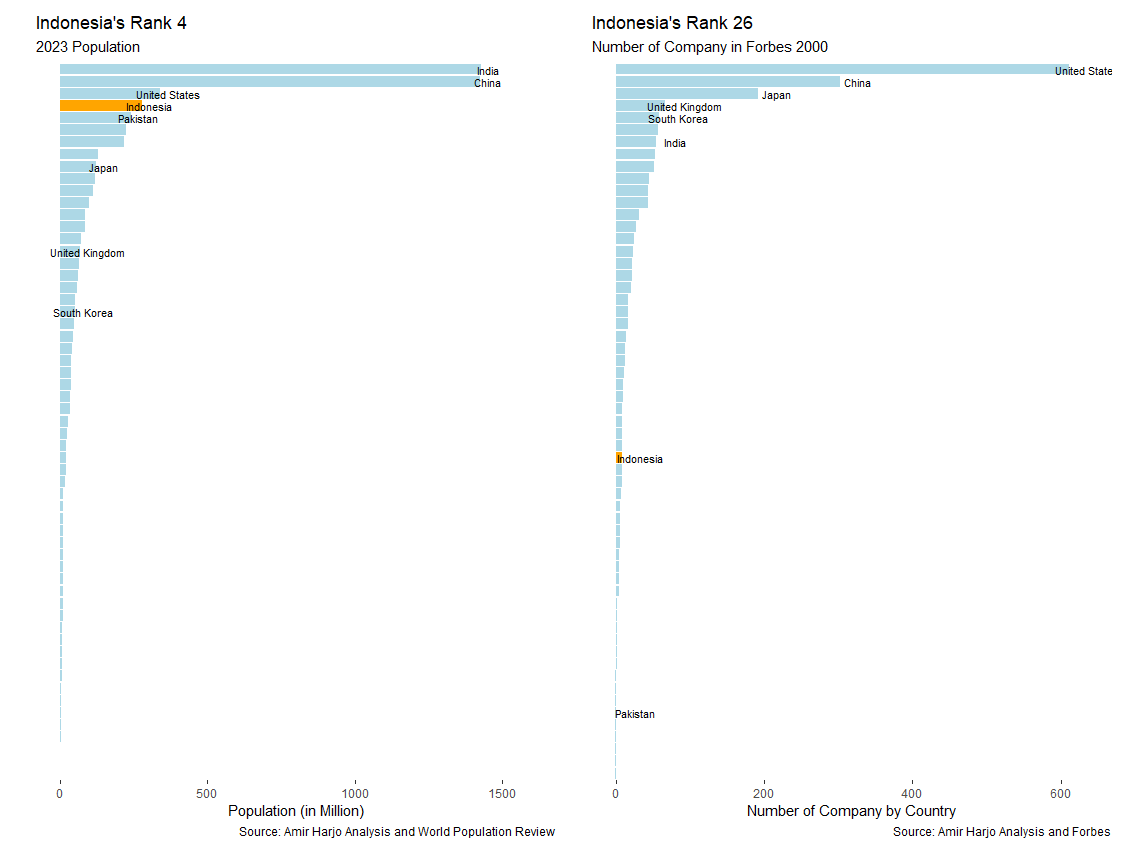 Indonesia's Rank 4
2023 Population
India
China
United States
Indonesia
Pakistan
Japan
United Kingdom
South Korea
0 500 1000 1500
Population (in Million)
Source: Amir Harjo Analysis and World Population Review
Indonesia's Rank 26
Number of Company in Forbes 2000
United State
China
Japan
United Kingdom
South Korea
India
Indonesia
Pakistan
0 200 400 600
Number of Company by Country
Source: Amir Harjo Analysis and Forbes